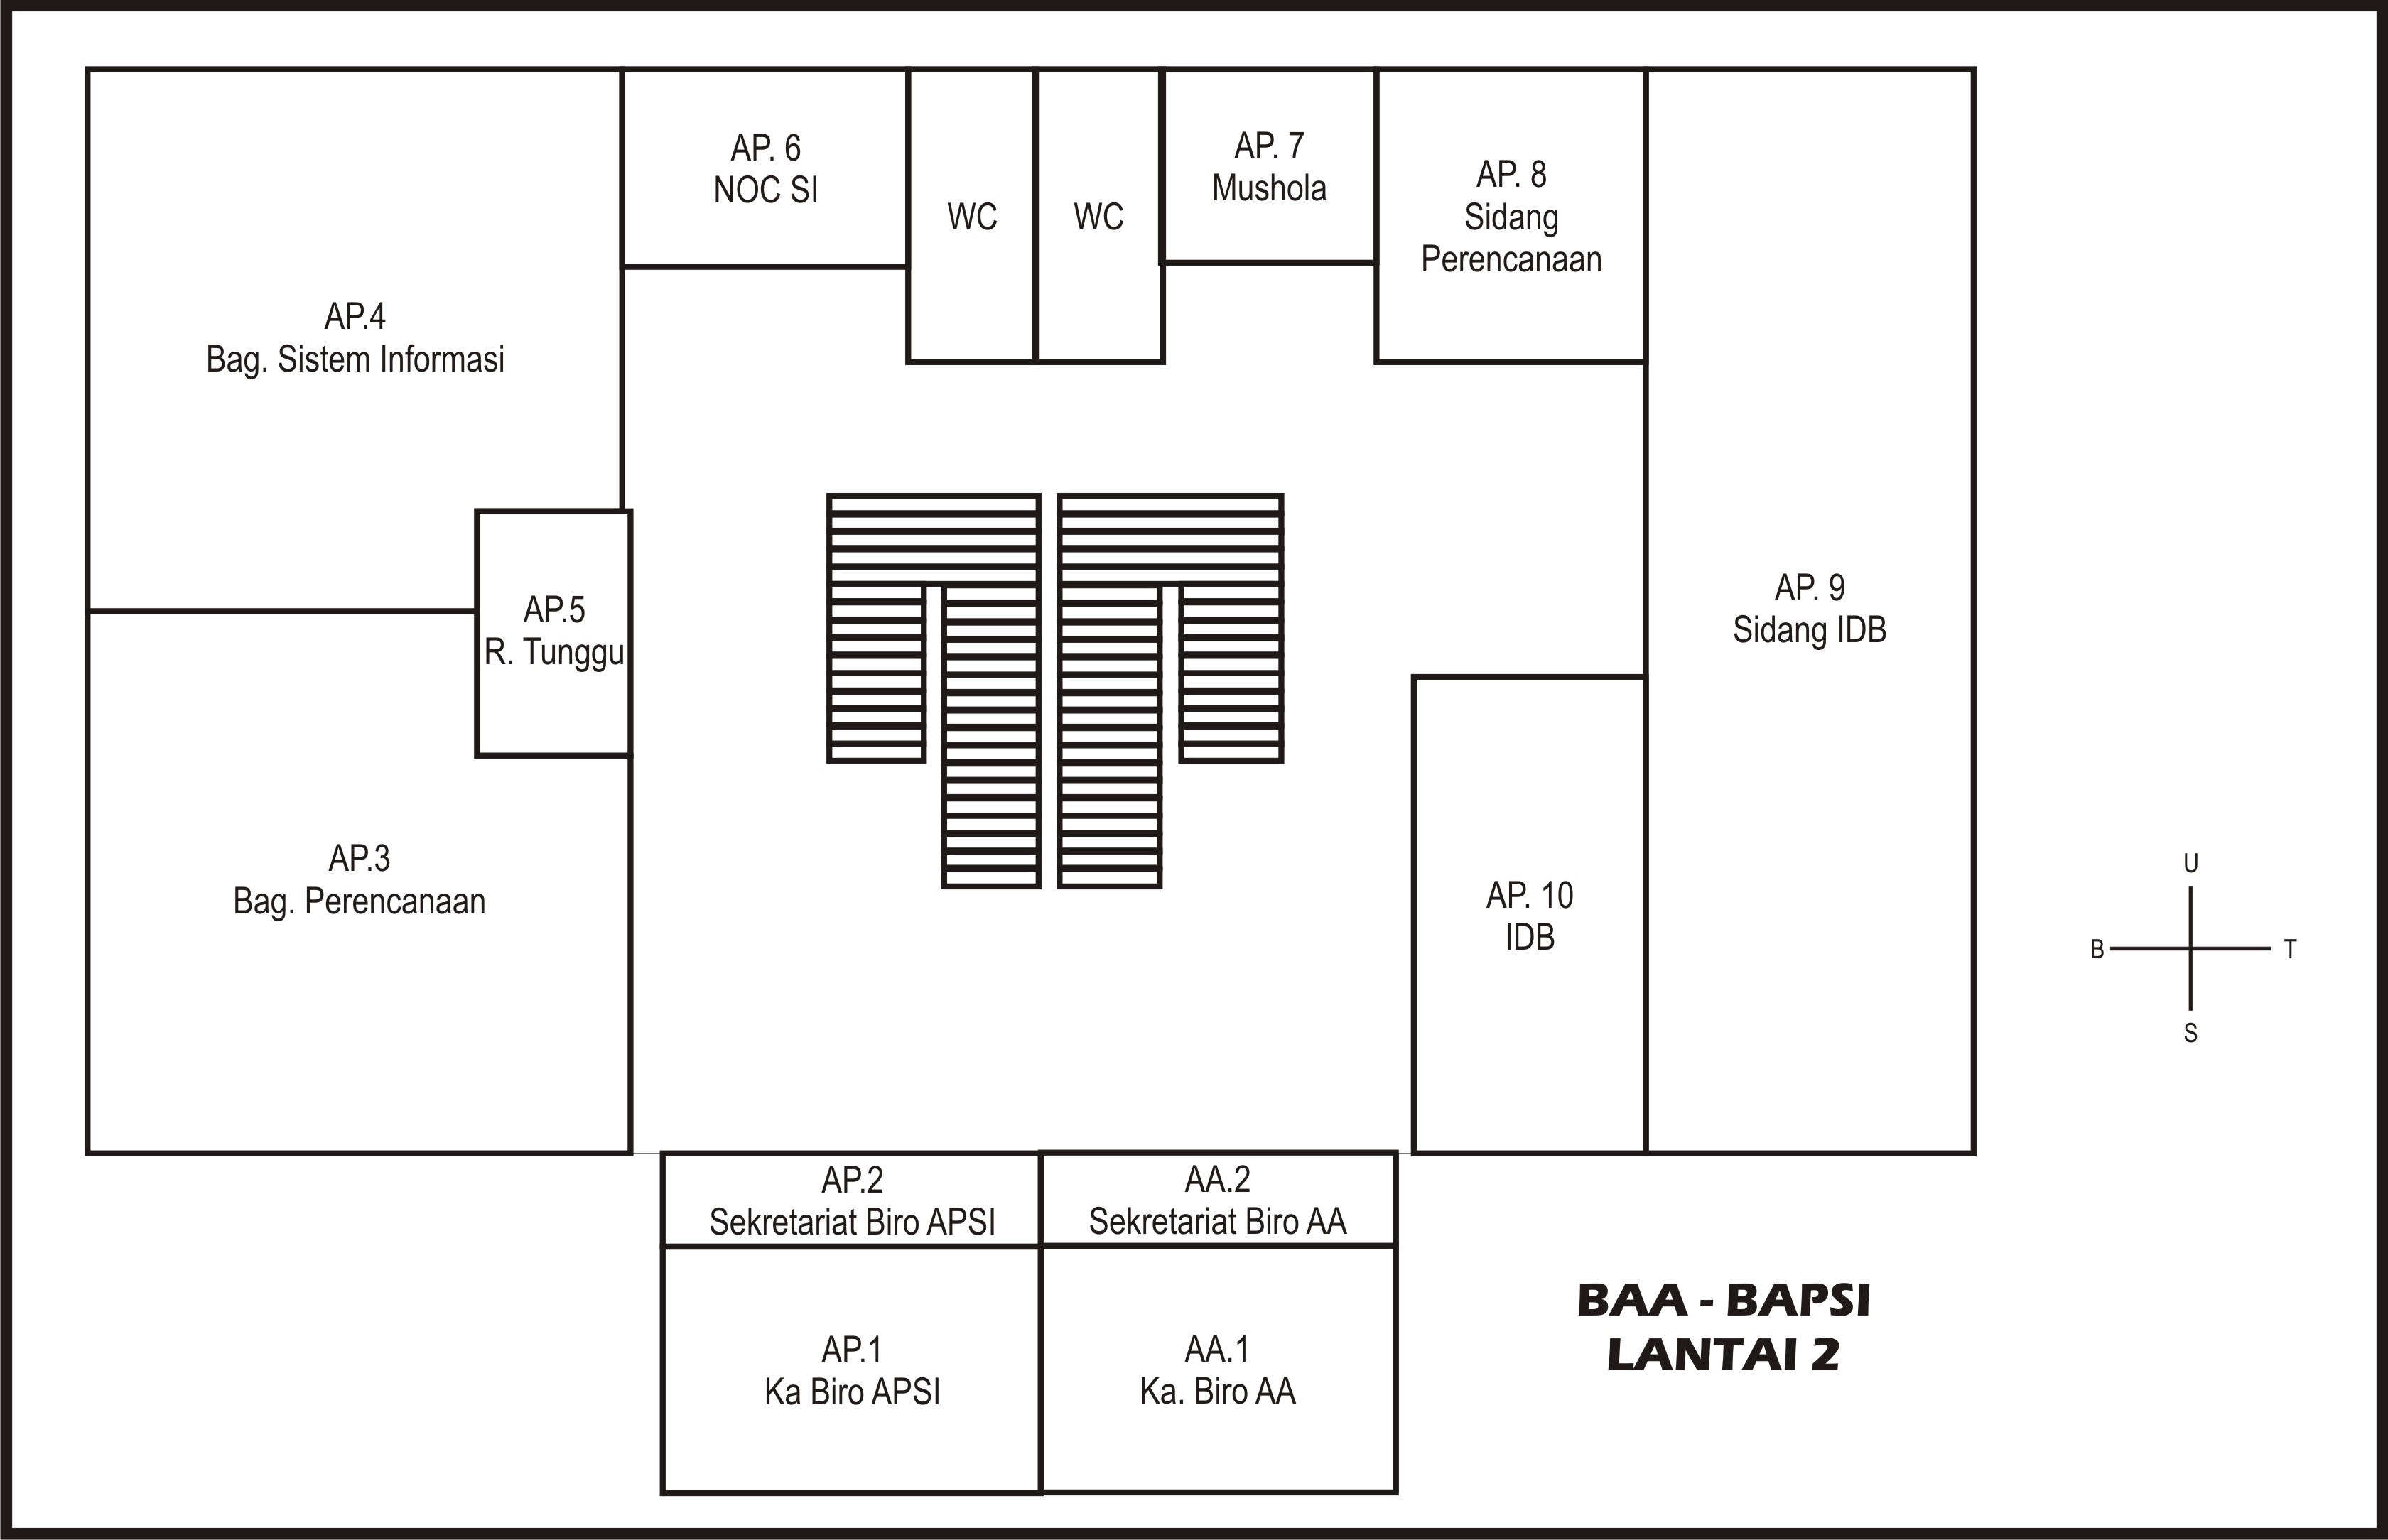 AP. 6
NOC SI
WC
WC
AP. 7
Mushola
AP. 8
Sidang
Perencanaan
AP.4
Bag. Sistem Informasi
AP.5
R. Tunggu
AP. 9
Sidang IDB
AP.3
Bag. Perencanaan
AP. 10
IDB
U
B
T
S
AP.2
Sekretariat Biro APSI
AA.2
Sekretariat Biro AA
AP.1
Ka Biro APSI
AA.1
Ka. Biro AA
BAA - BAPSI
LANTAI 2